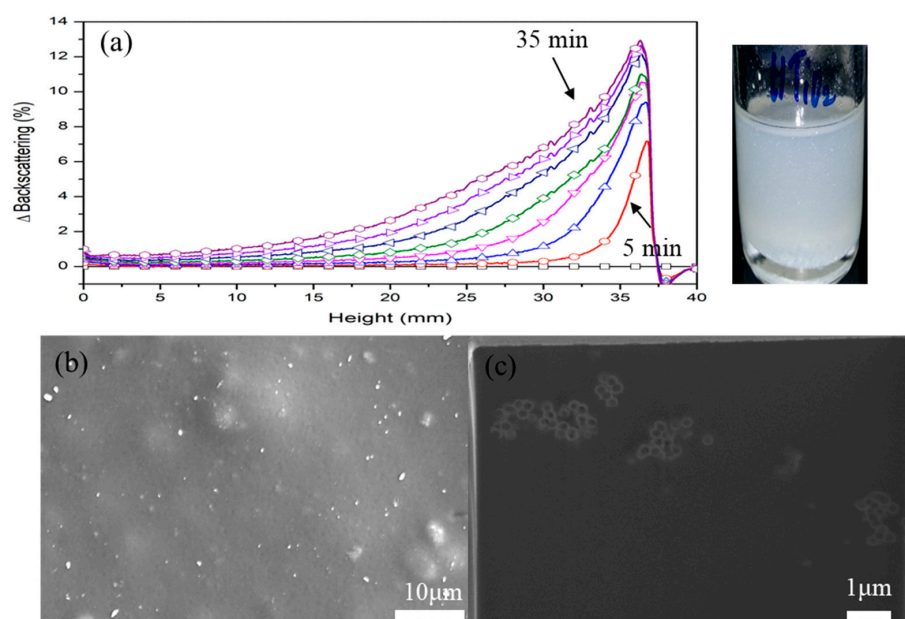 (a)
35 min
5 min
Δ Backscattering (%)
14
12
10
8
6
4
2
0
0 5 10 15 20 25 30 35 40
Height (mm)
HTiO2
(b)
10μm
(c)
1μm